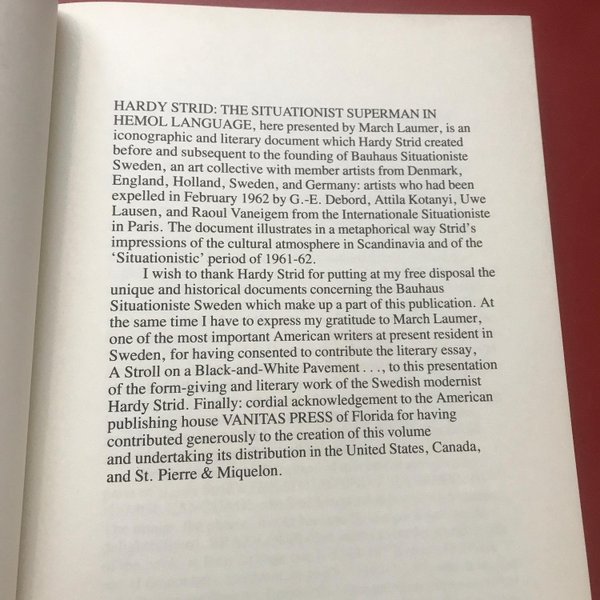 HARDY STRID: THE SITUATIONIST SUPERMAN IN
HEMOL LANGUAGE, here presented by March Laumer, is an
iconographic and literary document which Hardy Strid created
before and subsequent to the founding of Bauhaus Situationiste
Sweden, an art collective with member artists from Denmark,
England, Holland, Sweden, and Germany: artists who had been
expelled in February 1962 by G.-E. Debord, Attila Kotanyi, Uwe
Lausen, and Raoul Vaneigem from the Internationale Situationiste
in Paris. The document illustrates in a metaphorical way Strid's
impressions of the cultural atmosphere in Scandinavia and of the
‘Situationistic’ period of 1961-62.
I wish to thank Hardy Strid for putting at my free disposal the
unique and historical documents concerning the Bauhaus
Situationiste Sweden which make up a part of this publication. At
the same time I have to express my gratitude to March Laumer,
one of the most important American writers at present resident in
Sweden, for having consented to contribute the literary essay,
A Stroll on a Black-and-White Pavement . . ., to this presentation
of the form-giving and literary work of the Swedish modernist
Hardy Strid. Finally: cordial acknowledgement to the American
publishing house VANITAS PRESS of Florida for having
contributed generously to the creation of this volume
and undertaking its distribution in the United States, Canada,
and St. Pierre & Miquelon.